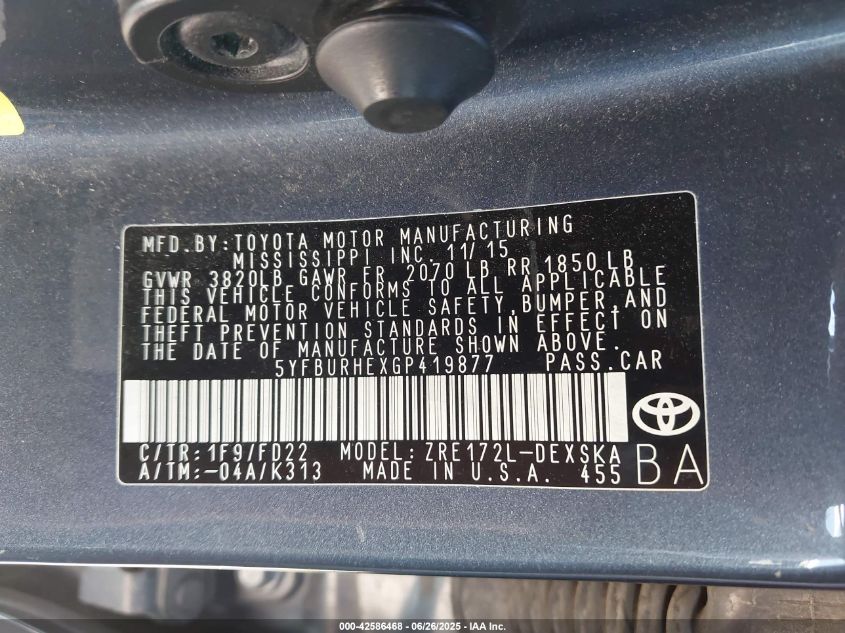 MFD.BY:TOYOTA MOTOR MANUFACTURING
MISSISSIPPI INC. 11/15
GVWR 3820LB GAWR FR 2070LB RR 1850LB
THIS VEHICLE CONFORMS TO ALL APPLICABLE
FEDERAL MOTOR VEHICLE SAFETY,BUMPER,AND
THEFT PREVENTION STANDARDS IN EFFECT ON
THE DATE OF MANUFACTURE SHOWN ABOVE.
5YFBURHEXGP419877 PASS.CAR
C/TR:1F9/FD22 MODEL:ZRE172L-DEXSKA
A/TM:-04A/K313 MADE IN U.S.A. 455
BA
000-42586468 - 06/26/2025 - IAA Inc.